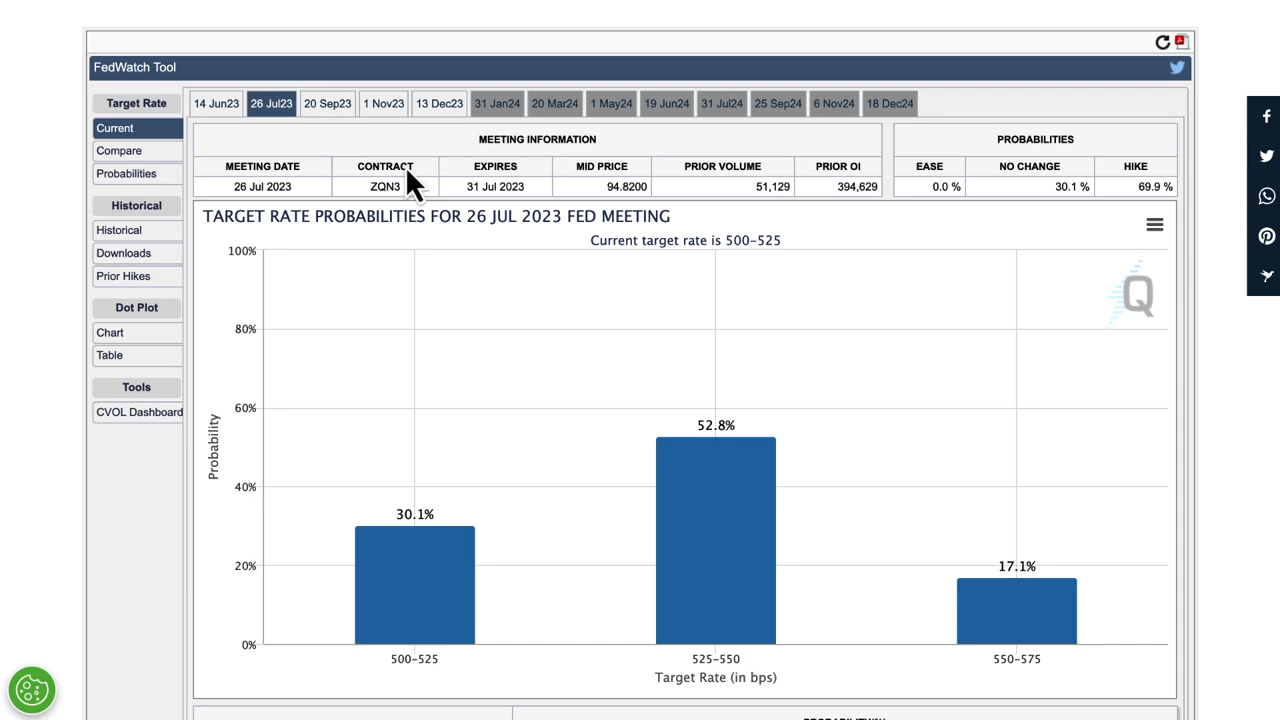 FedWatch Tool
Target Rate
Current
Compare
Probabilities
Historical
Historical
Downloads
Prior Hikes
Dot Plot
Chart
Table
Tools
CVOL Dashboard
14 Jun23 26 Jul23 20 Sep23 1 Nov23 13 Dec23 31 Jan24 20 Mar24 1 May24 19 Jun24 31 Jul24 25 Sep24 6 Nov24 18 Dec24
MEETING INFORMATION
MEETING DATE CONTRACT EXPIRES MID PRICE PRIOR VOLUME PRIOR OI
26 Jul 2023 ZQN3 31 Jul 2023 94.8200 51,129 394,629
PROBABILITIES
EASE NO CHANGE HIKE
0.0 % 30.1 % 69.9 %
TARGET RATE PROBABILITIES FOR 26 JUL 2023 FED MEETING
Current target rate is 500-525
Q
Probability
100%
80%
60%
40%
20%
0%
30.1%
52.8%
17.1%
500-525 525-550 550-575
Target Rate (in bps)